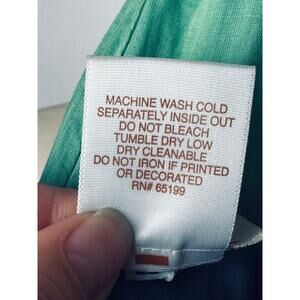 MACHINE WASH COLD
SEPARATELY INSIDE OUT
DO NOT BLEACH
TUMBLE DRY LOW
DRY CLEANABLE
DO NOT IRON IF PRINTED
OR DECORATED
RN# 65199